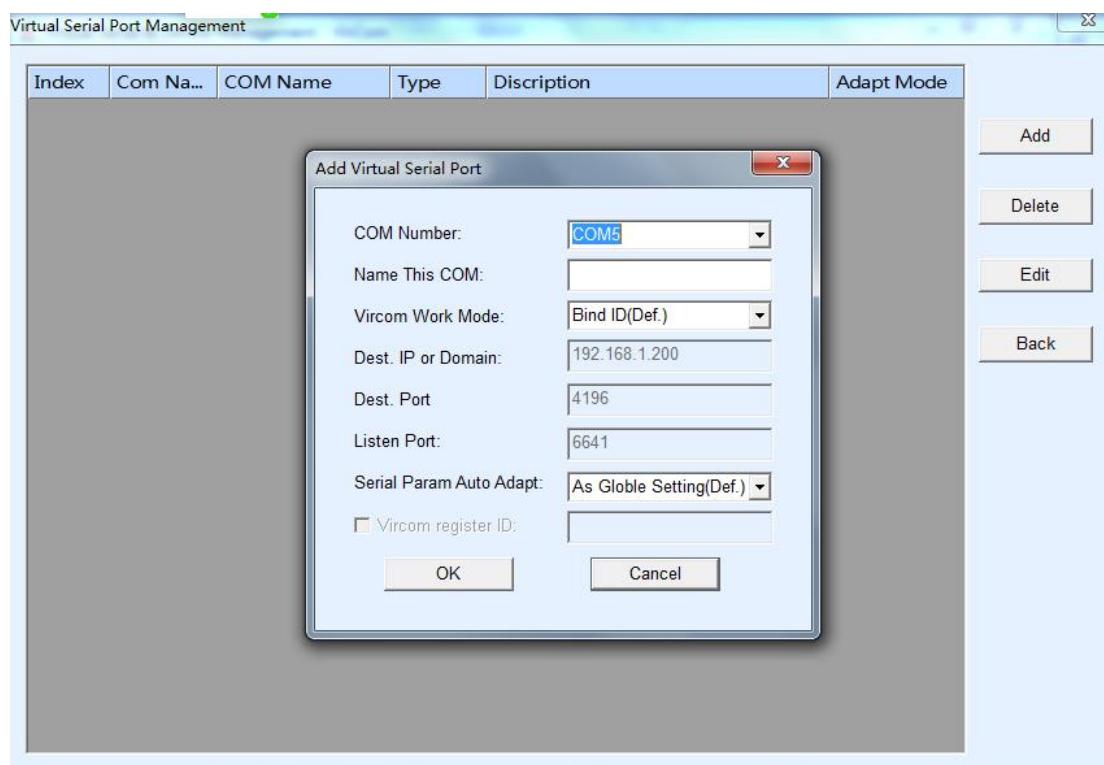 Virtual Serial Port Management
Index Com Na... COM Name Type Discription Adapt Mode
Add
Delete
Edit
Back
Add Virtual Serial Port
COM Number: COM5
Name This COM:
Vircom Work Mode: Bind ID(Def.)
Dest. IP or Domain: 192.168.1.200
Dest. Port 4196
Listen Port: 6641
Serial Param Auto Adapt: As Globle Setting(Def.)
Vircom register ID:
OK Cancel